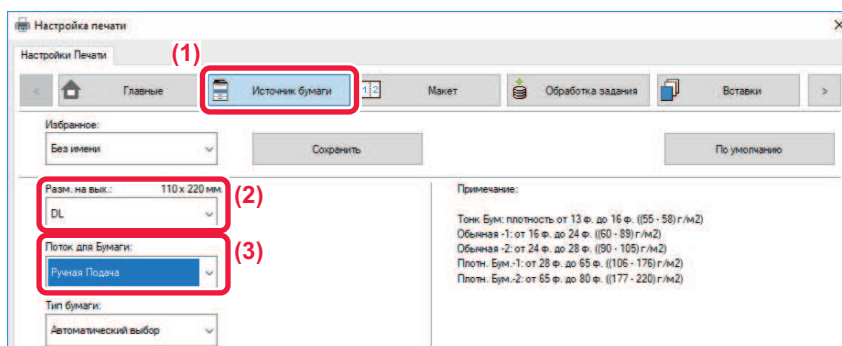 Настройка печати
Настройки Печати
(1)
Главные
Источник бумаги
1 2
Макет
Обработка задания
Вставки
Избранное:
Без имени
Сохранить
По умолчанию
Разм. на вых.: 110 x 220 мм.
(2)
DL
Поток для Бумаги:
(3)
Ручная Подача
Тип бумаги:
Автоматический выбор
Примечание:
Тонк Бум: плотность от 13 ф. до 16 ф. ((55 - 58) г/м2)
Обычная -1: от 16 ф. до 24 ф. ((60 - 89) г/м2)
Обычная -2: от 24 ф. до 28 ф. ((90 - 105) г/м2)
Плотн. Бум.-1: от 28 ф. до 65 ф. ((106 - 176) г/м2)
Плотн. Бум.-2: от 65 ф. до 80 ф. ((177 - 220) г/м2)